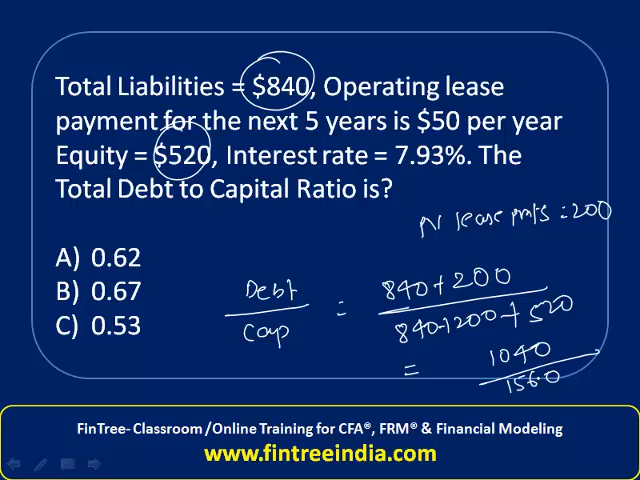 Total Liabilities = $840, Operating lease
payment for the next 5 years is $50 per year
Equity = $520, Interest rate = 7.93%. The
Total Debt to Capital Ratio is?
PV lease pmts = 200
A) 0.62
B) 0.67
C) 0.53
Debt
Cap
=
840 + 200
840 + 200 + 520
=
1040
1560
FinTree- Classroom /Online Training for CFA®, FRM® & Financial Modeling
www.fintreeindia.com